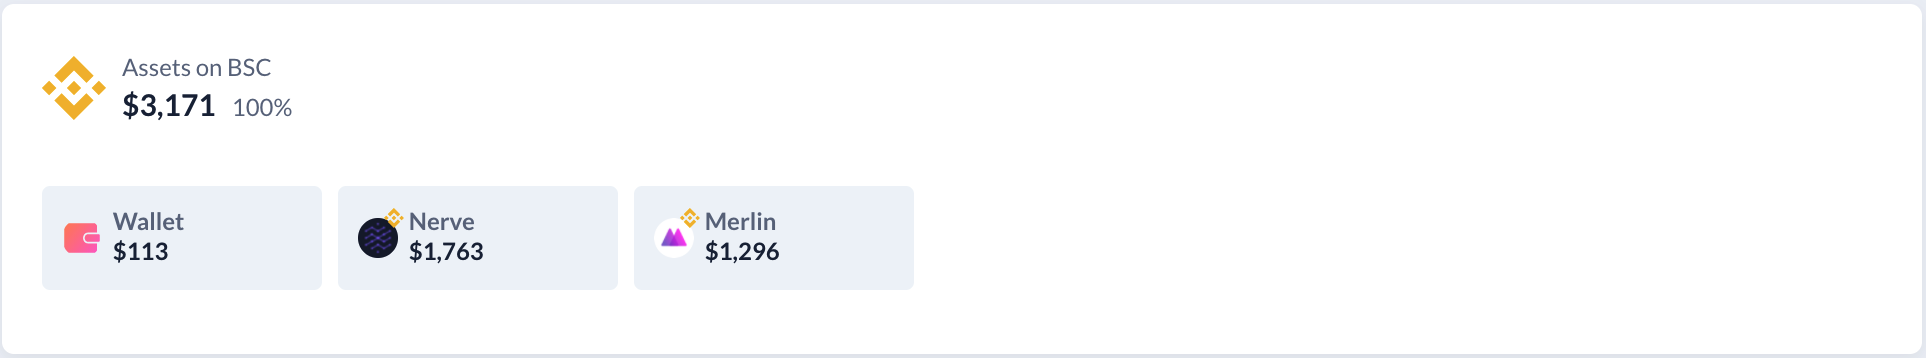 Assets on BSC
$3,171 100%
Wallet
$113
Nerve
$1,763
Merlin
$1,296